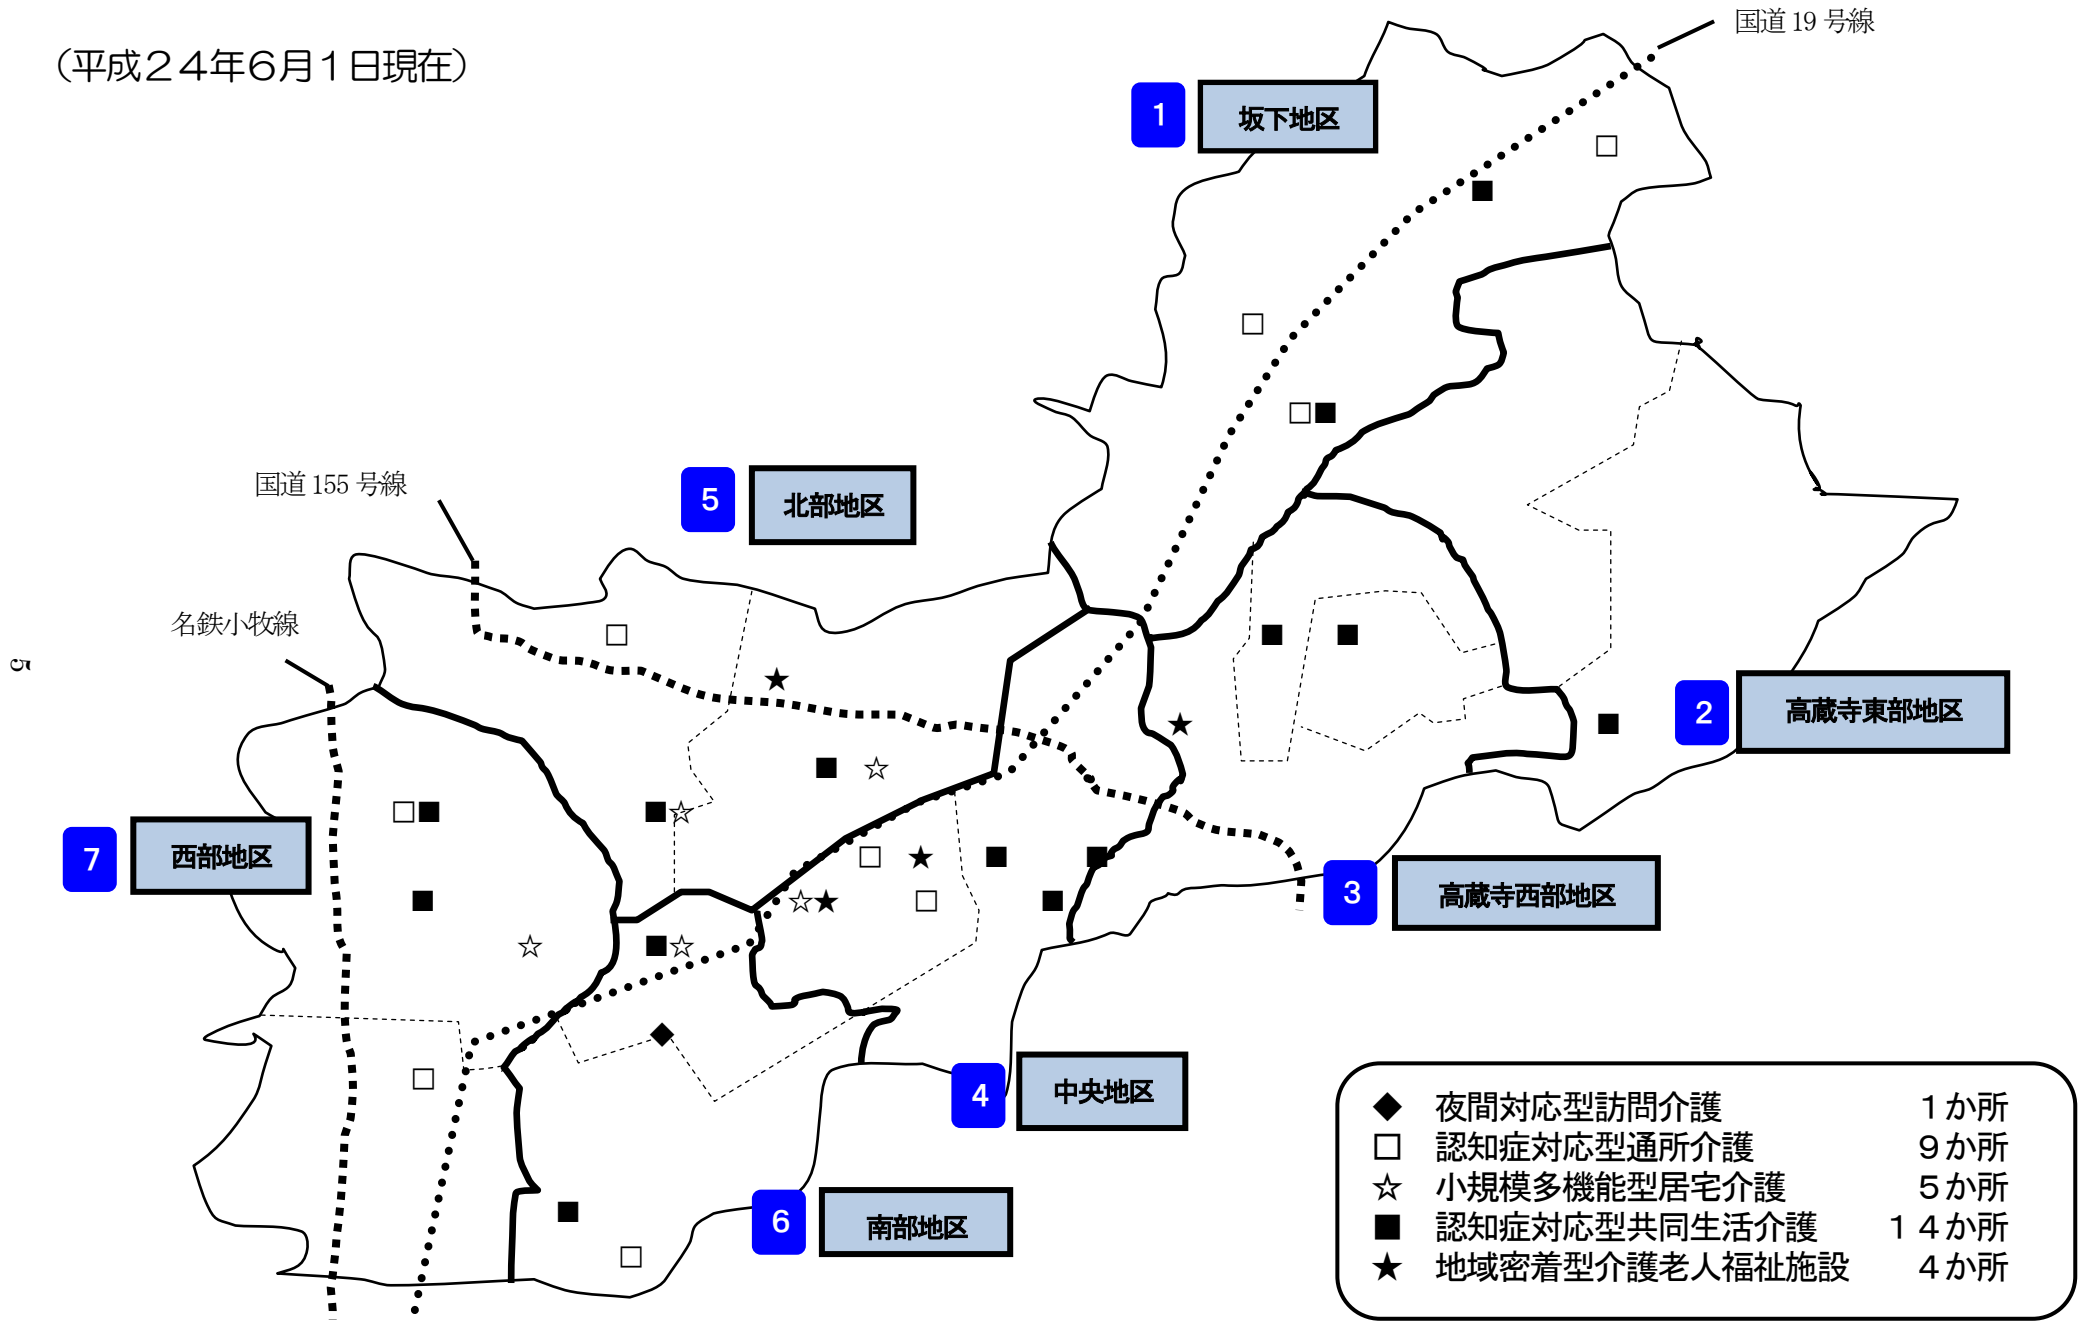 （平成２４年６月１日現在）
国道19 号線
1
坂下地区
国道155 号線
5
北部地区
名鉄小牧線
5
2
高蔵寺東部地区
7
西部地区
3
高蔵寺西部地区
4
中央地区
6
南部地区
◆ 夜間対応型訪問介護 １か所
□ 認知症対応型通所介護 ９か所
☆ 小規模多機能型居宅介護 ５か所
■ 認知症対応型共同生活介護 １４か所
★ 地域密着型介護老人福祉施設 ４か所